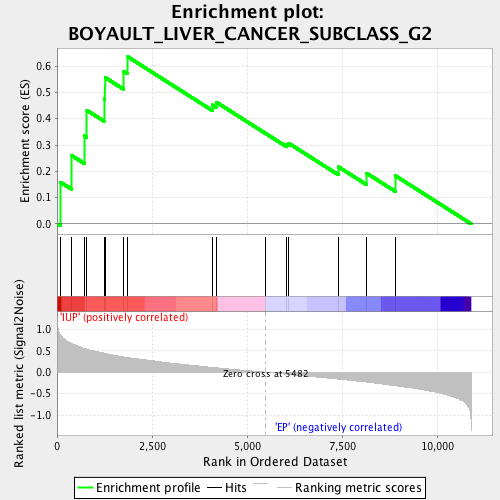 Enrichment plot:
BOYAULT_LIVER_CANCER_SUBCLASS_G2
Enrichment score (ES)
0.6
0.5
0.4
0.3
0.2
0.1
0.0
Ranked list metric (Signal2Noise)
'IUP' (positively correlated)
1.0
0.5
0.0
-0.5
-1.0
Zero cross at 5482
'EP' (negatively correlated)
0
2,500
5,000
7,500
10,000
Rank in Ordered Dataset
Enrichment profile
Hits
Ranking metric scores